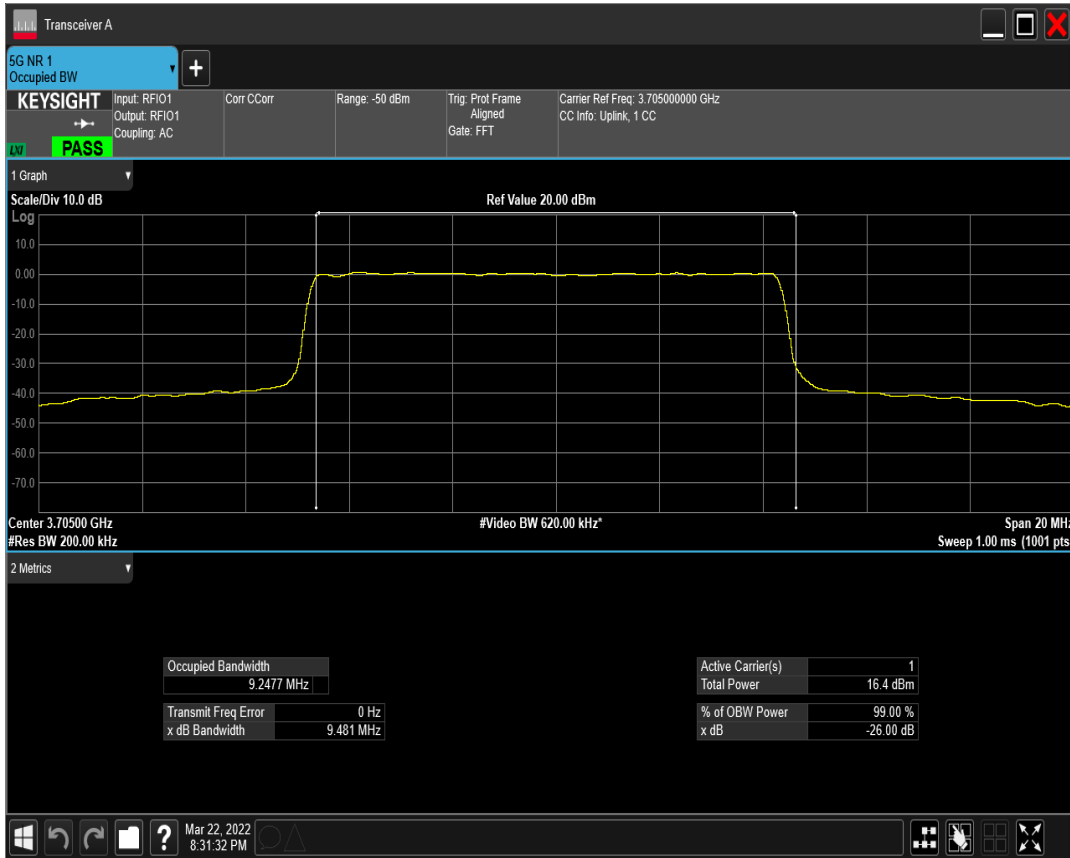 Transceiver A
5G NR 1
Occupied BW
KEYSIGHT
LXI
PASS
Input: RFIO1
Output: RFIO1
Coupling: AC
Corr CCorr
Range: -50 dBm
Trig: Prot Frame
Aligned
Gate: FFT
Carrier Ref Freq: 3.705000000 GHz
CC Info: Uplink, 1 CC
1 Graph
Scale/Div 10.0 dB
Ref Value 20.00 dBm
Log
10.0
0.00
-10.0
-20.0
-30.0
-40.0
-50.0
-60.0
-70.0
Center 3.70500 GHz
#Video BW 620.00 kHz*
Span 20 MHz
#Res BW 200.00 kHz
Sweep 1.00 ms (1001 pts
2 Metrics
Occupied Bandwidth
9.2477 MHz
Transmit Freq Error 0 Hz
x dB Bandwidth 9.481 MHz
Active Carrier(s) 1
Total Power 16.4 dBm
% of OBW Power 99.00 %
x dB -26.00 dB
?
Mar 22, 2022
8:31:32 PM